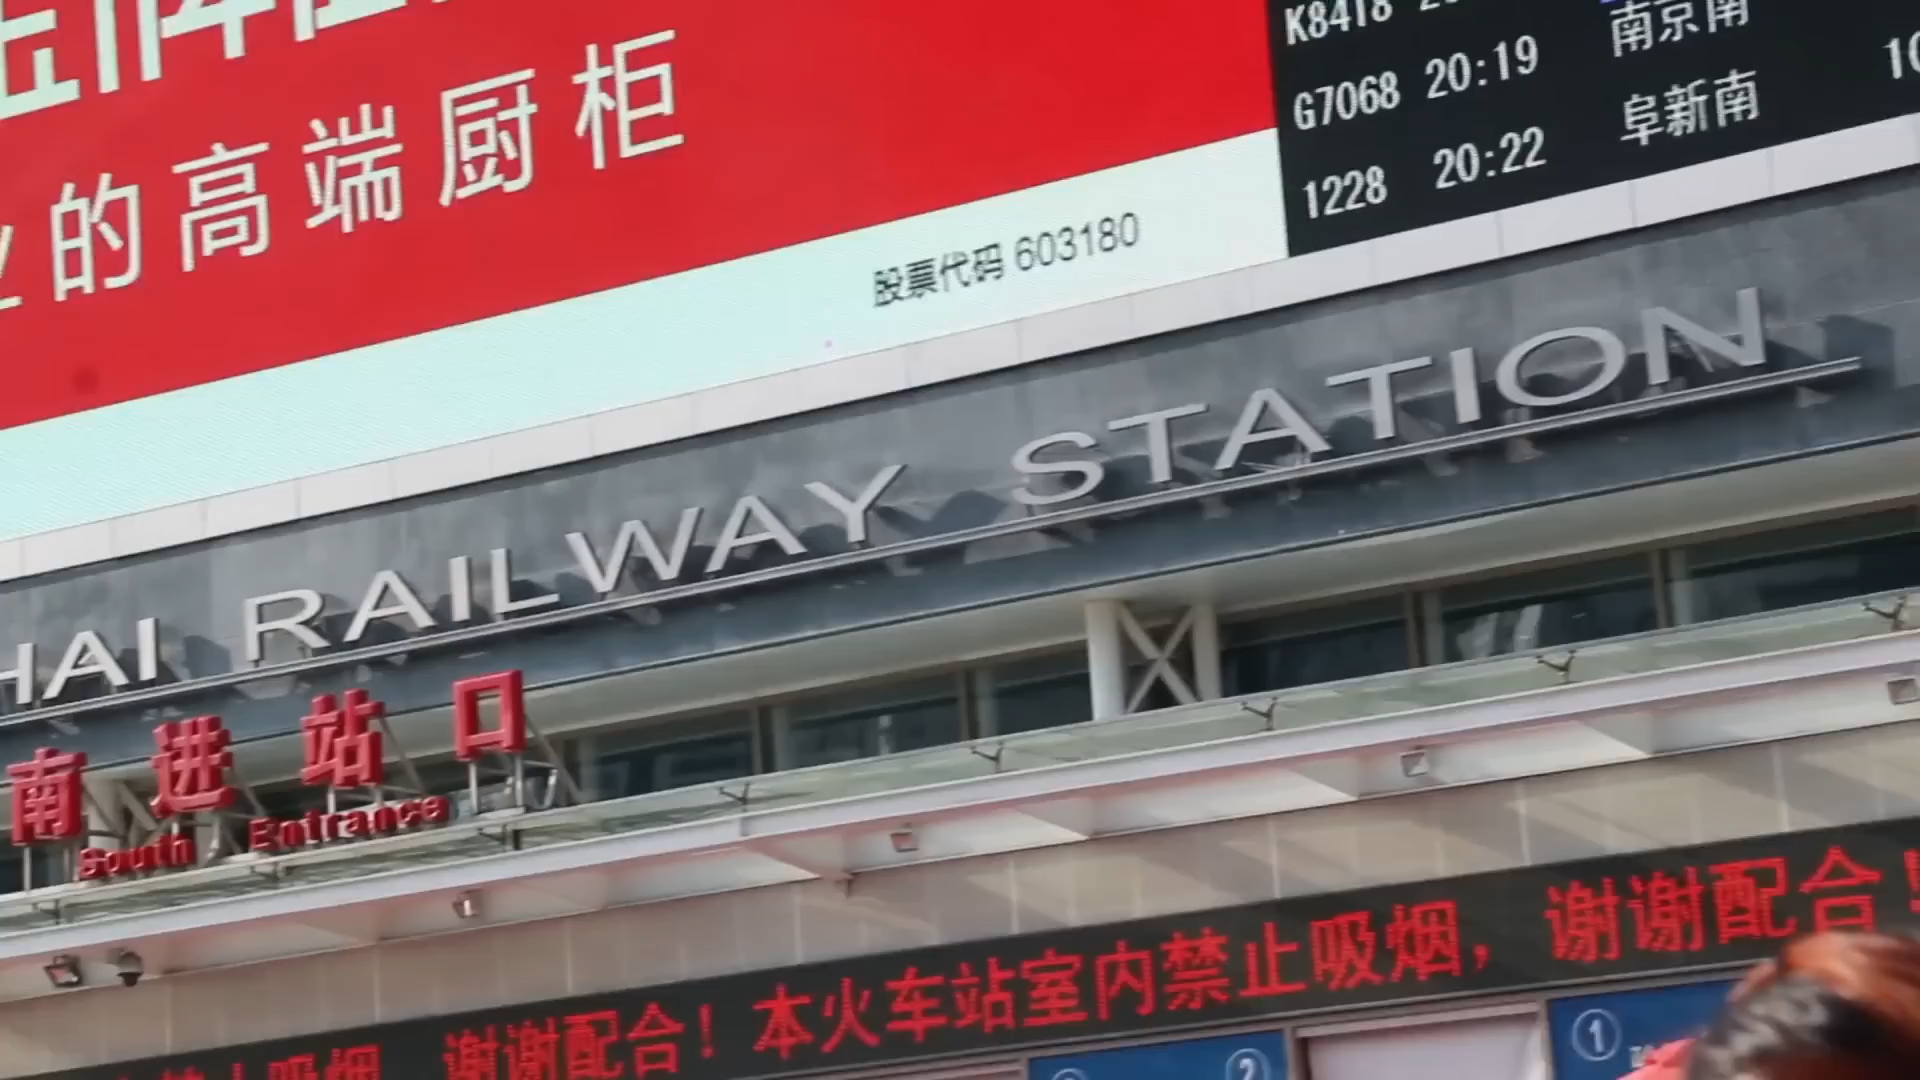 的高端厨柜
股票代码 603180
K8418
G7068 20:19 南京南
1228 20:22 阜新南
HAI RAILWAY STATION
南进站口
South Entrance
谢谢配合！本火车站室内禁止吸烟，谢谢配合！
②
①